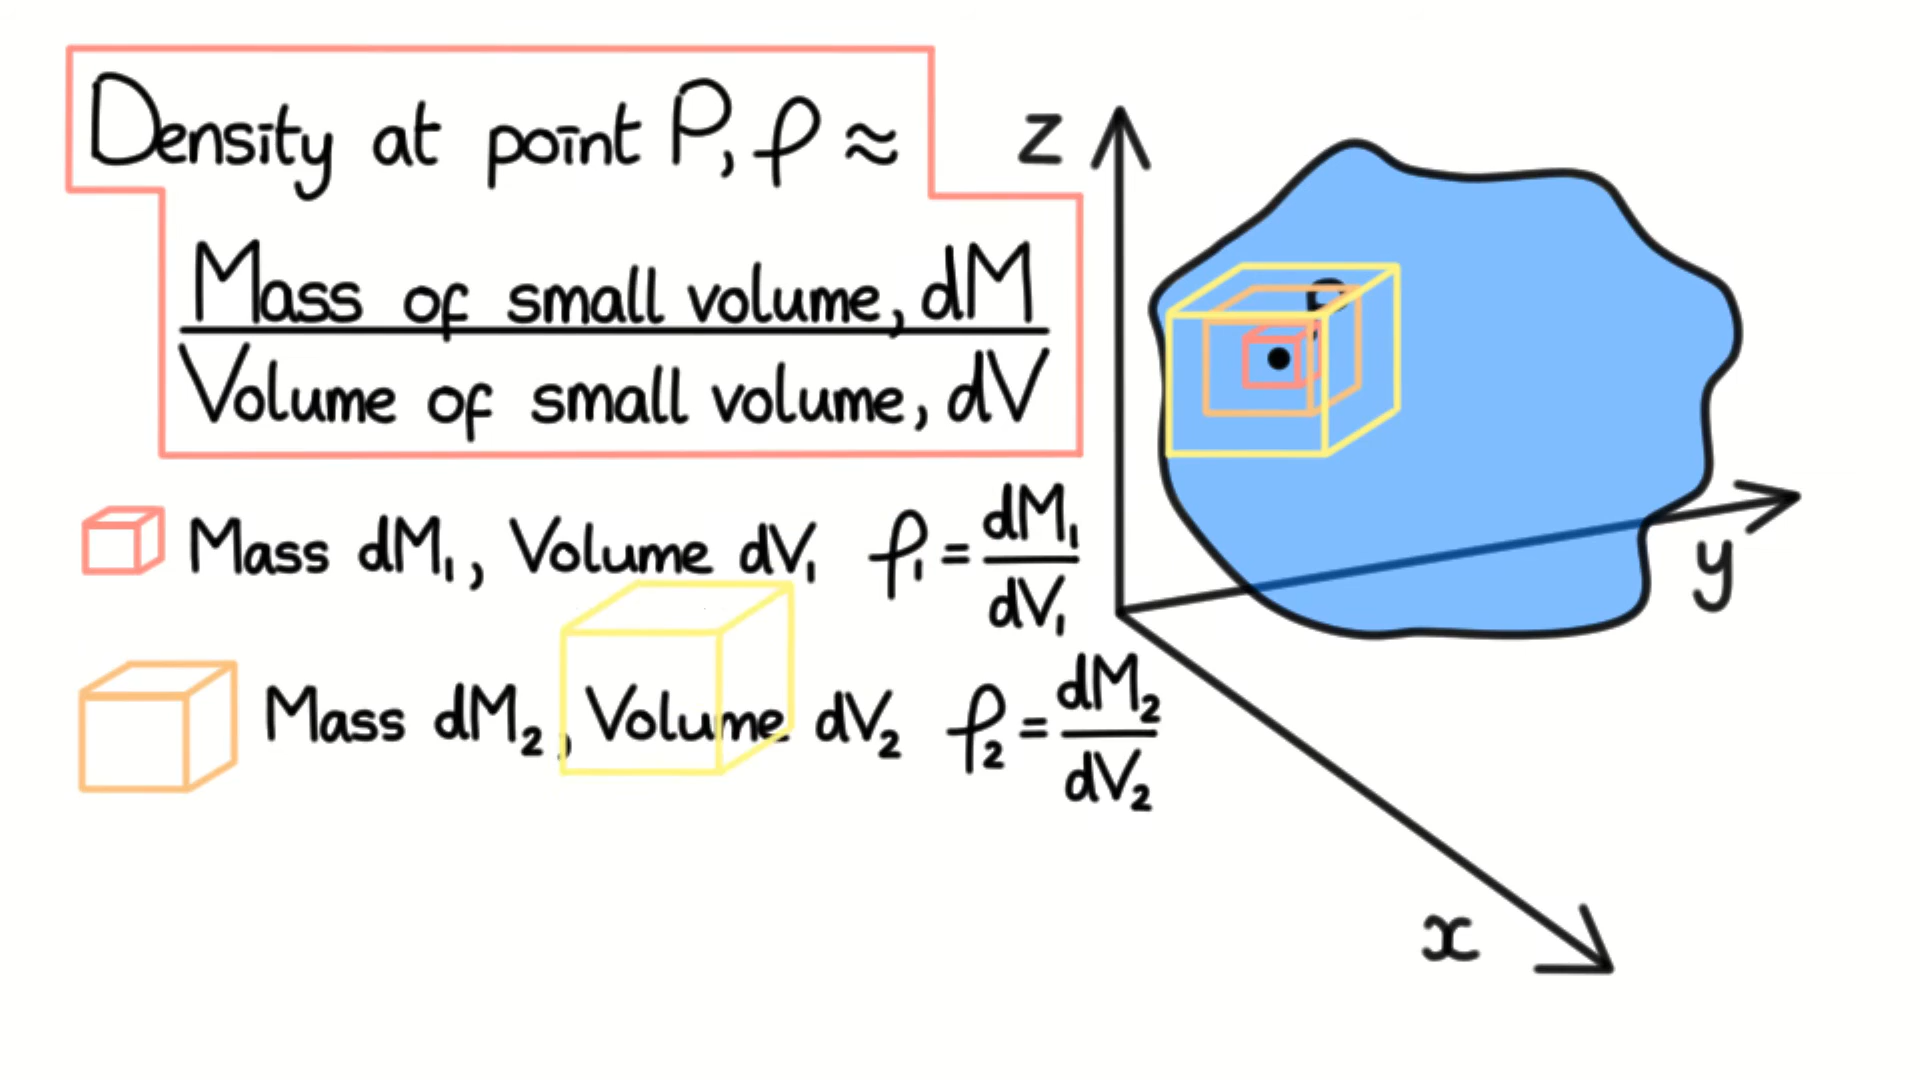 Density at point P, ρ ≈
Mass of small volume, dM
Volume of small volume, dV
Mass dM₁, Volume dV₁ ρ₁ = dM₁
dV₁
Mass dM₂, Volume dV₂ ρ₂ = dM₂
dV₂
z
P
y
x